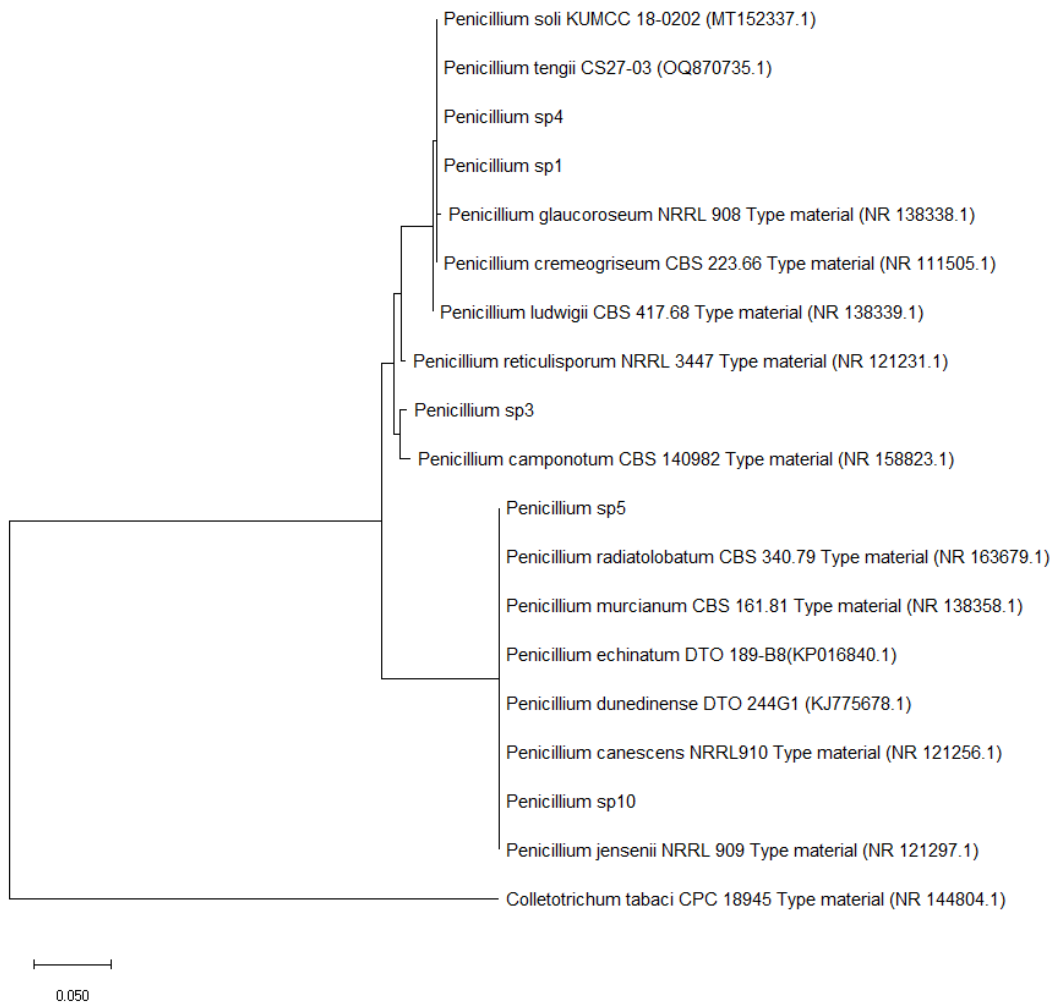 Penicillium soli KUMCC 18-0202 (MT152337.1)
Penicillium tengii CS27-03 (OQ870735.1)
Penicillium sp4
Penicillium sp1
Penicillium glaucoroseum NRRL 908 Type material (NR 138338.1)
Penicillium cremeogriseum CBS 223.66 Type material (NR 111505.1)
Penicillium ludwigii CBS 417.68 Type material (NR 138339.1)
Penicillium reticulisporum NRRL 3447 Type material (NR 121231.1)
Penicillium sp3
Penicillium camponotum CBS 140982 Type material (NR 158823.1)
Penicillium sp5
Penicillium radiatolobatum CBS 340.79 Type material (NR 163679.1)
Penicillium murcianum CBS 161.81 Type material (NR 138358.1)
Penicillium echinatum DTO 189-B8(KP016840.1)
Penicillium dunedinense DTO 244G1 (KJ775678.1)
Penicillium canescens NRRL910 Type material (NR 121256.1)
Penicillium sp10
Penicillium jensenii NRRL 909 Type material (NR 121297.1)
Colletotrichum tabaci CPC 18945 Type material (NR 144804.1)
0.050